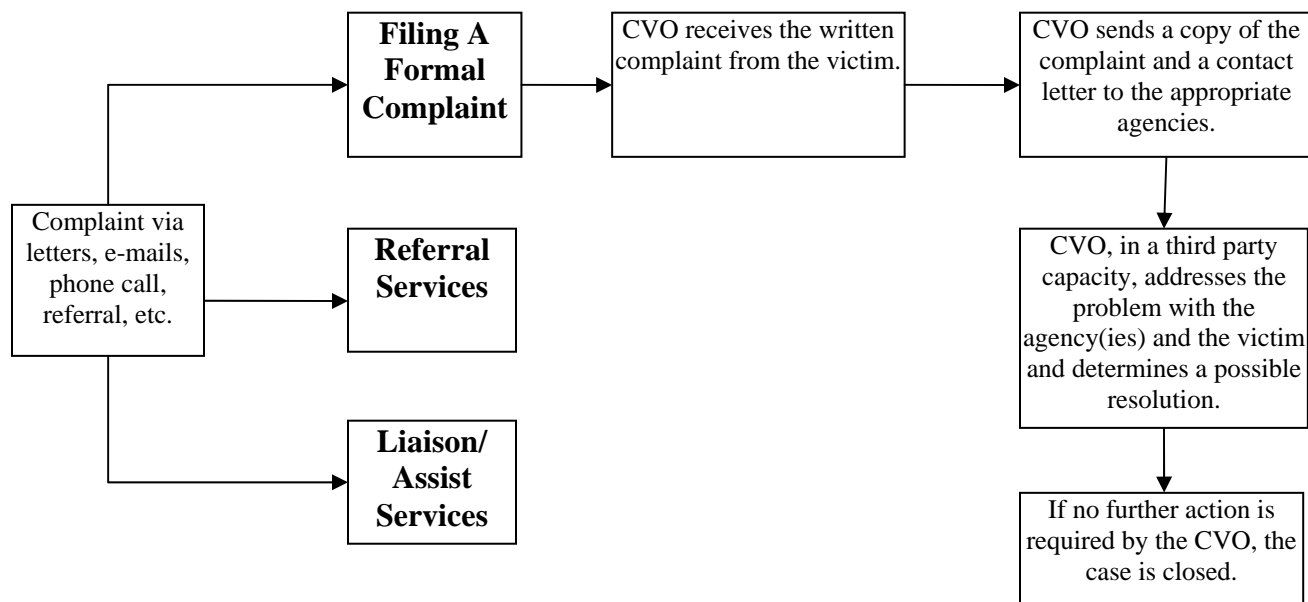 Filing A
Formal
Complaint
CVO receives the written
complaint from the victim.
CVO sends a copy of the
complaint and a contact
letter to the appropriate
agencies.
Complaint via
letters, e-mails,
phone call,
referral, etc.
Referral
Services
CVO, in a third party
capacity, addresses the
problem with the
agency(ies) and the victim
and determines a possible
resolution.
Liaison/
Assist
Services
If no further action is
required by the CVO, the
case is closed.